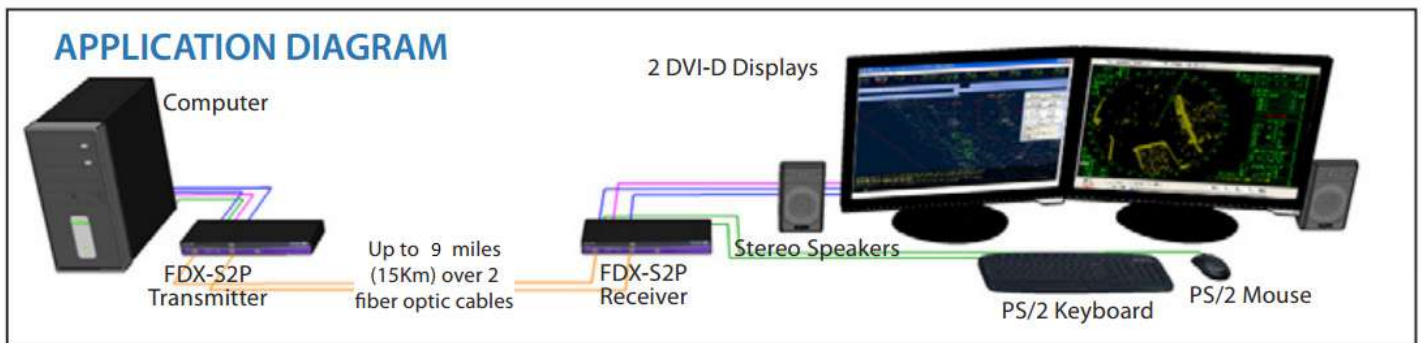 APPLICATION DIAGRAM
Computer
2 DVI-D Displays
FDX-S2P
Transmitter
Up to 9 miles
(15Km) over 2
fiber optic cables
FDX-S2P
Receiver
Stereo Speakers
PS/2 Keyboard
PS/2 Mouse